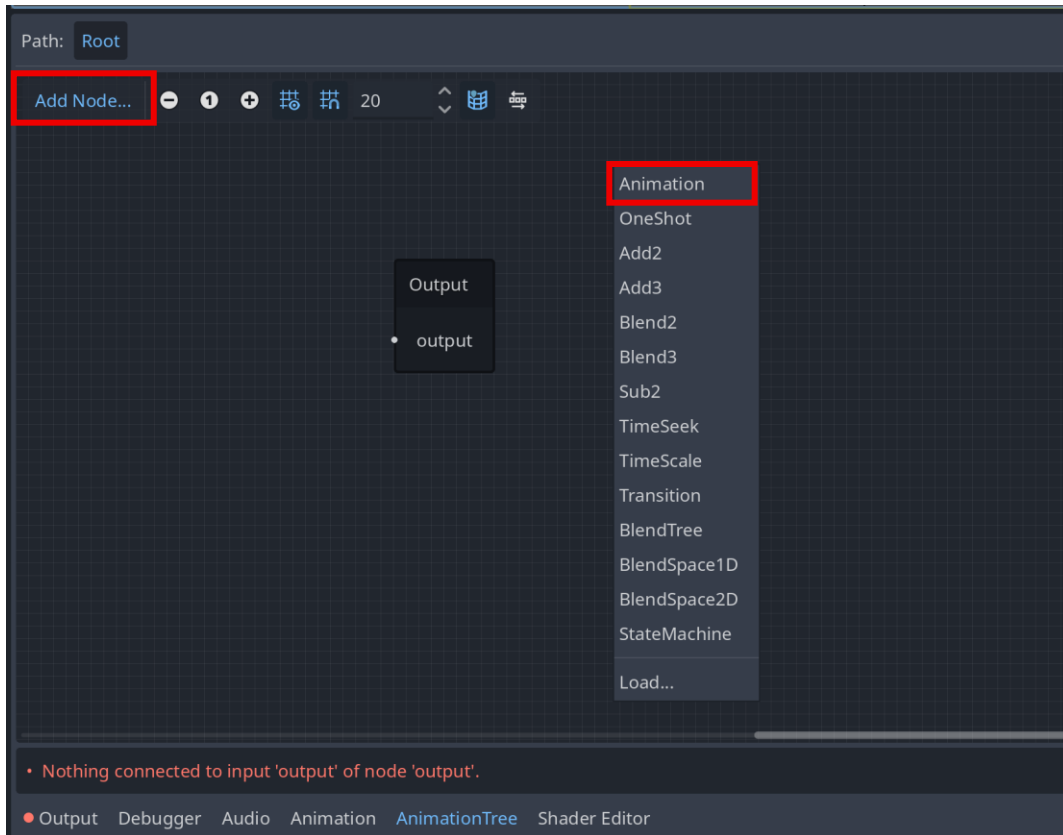 Path: Root
Add Node... 1 20
Animation
OneShot
Add2
Add3
Blend2
Blend3
Sub2
TimeSeek
TimeScale
Transition
BlendTree
BlendSpace1D
BlendSpace2D
StateMachine
Load...
Output
output
• Nothing connected to input 'output' of node 'output'.
Output Debugger Audio Animation AnimationTree Shader Editor